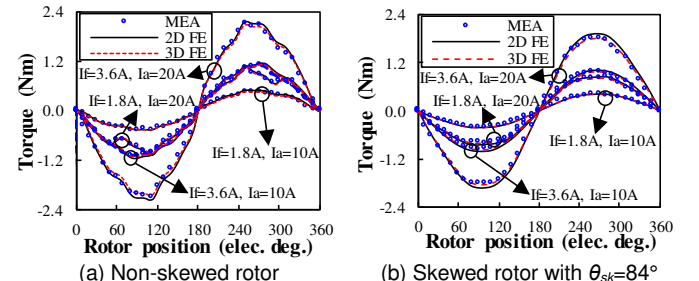 2.4
1.2
0.0
-1.2
-2.4
Torque (Nm)
MEA
2D FE
3D FE
If=3.6A, Ia=20A
If=1.8A, Ia=20A
If=1.8A, Ia=10A
If=3.6A, Ia=10A
0 60 120 180 240 300 360
Rotor position (elec. deg.)
(a) Non-skewed rotor
2.4
1.2
0.0
-1.2
-2.4
Torque (Nm)
MEA
2D FE
3D FE
If=3.6A, Ia=20A
If=1.8A, Ia=20A
If=1.8A, Ia=10A
If=3.6A, Ia=10A
0 60 120 180 240 300 360
Rotor position (elec. deg.)
(b) Skewed rotor with θsk=84°